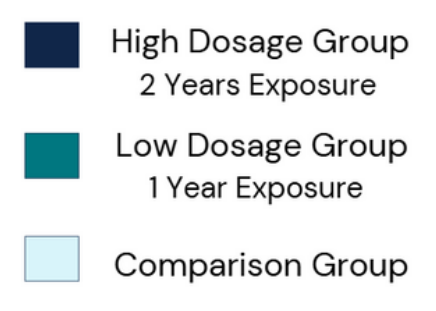 High Dosage Group
2 Years Exposure
Low Dosage Group
1 Year Exposure
Comparison Group